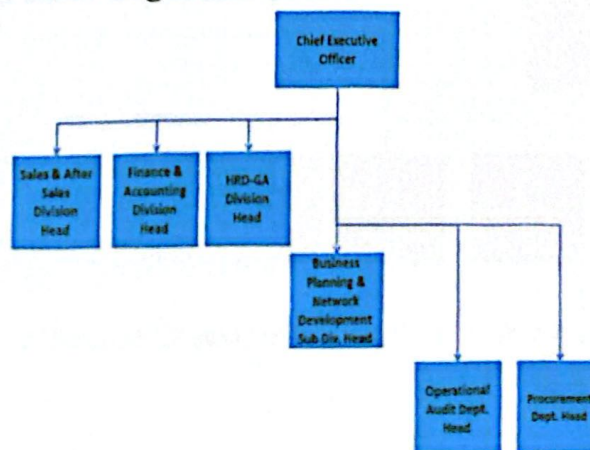 Chief Executive
Officer
Sales & After
Sales
Division
Head
Finance &
Accounting
Division
Head
HRD-GA
Division
Head
Business
Planning &
Network
Development
Sub Div. Head
Operational
Audit Dept.
Head
Procurement
Dept. Head